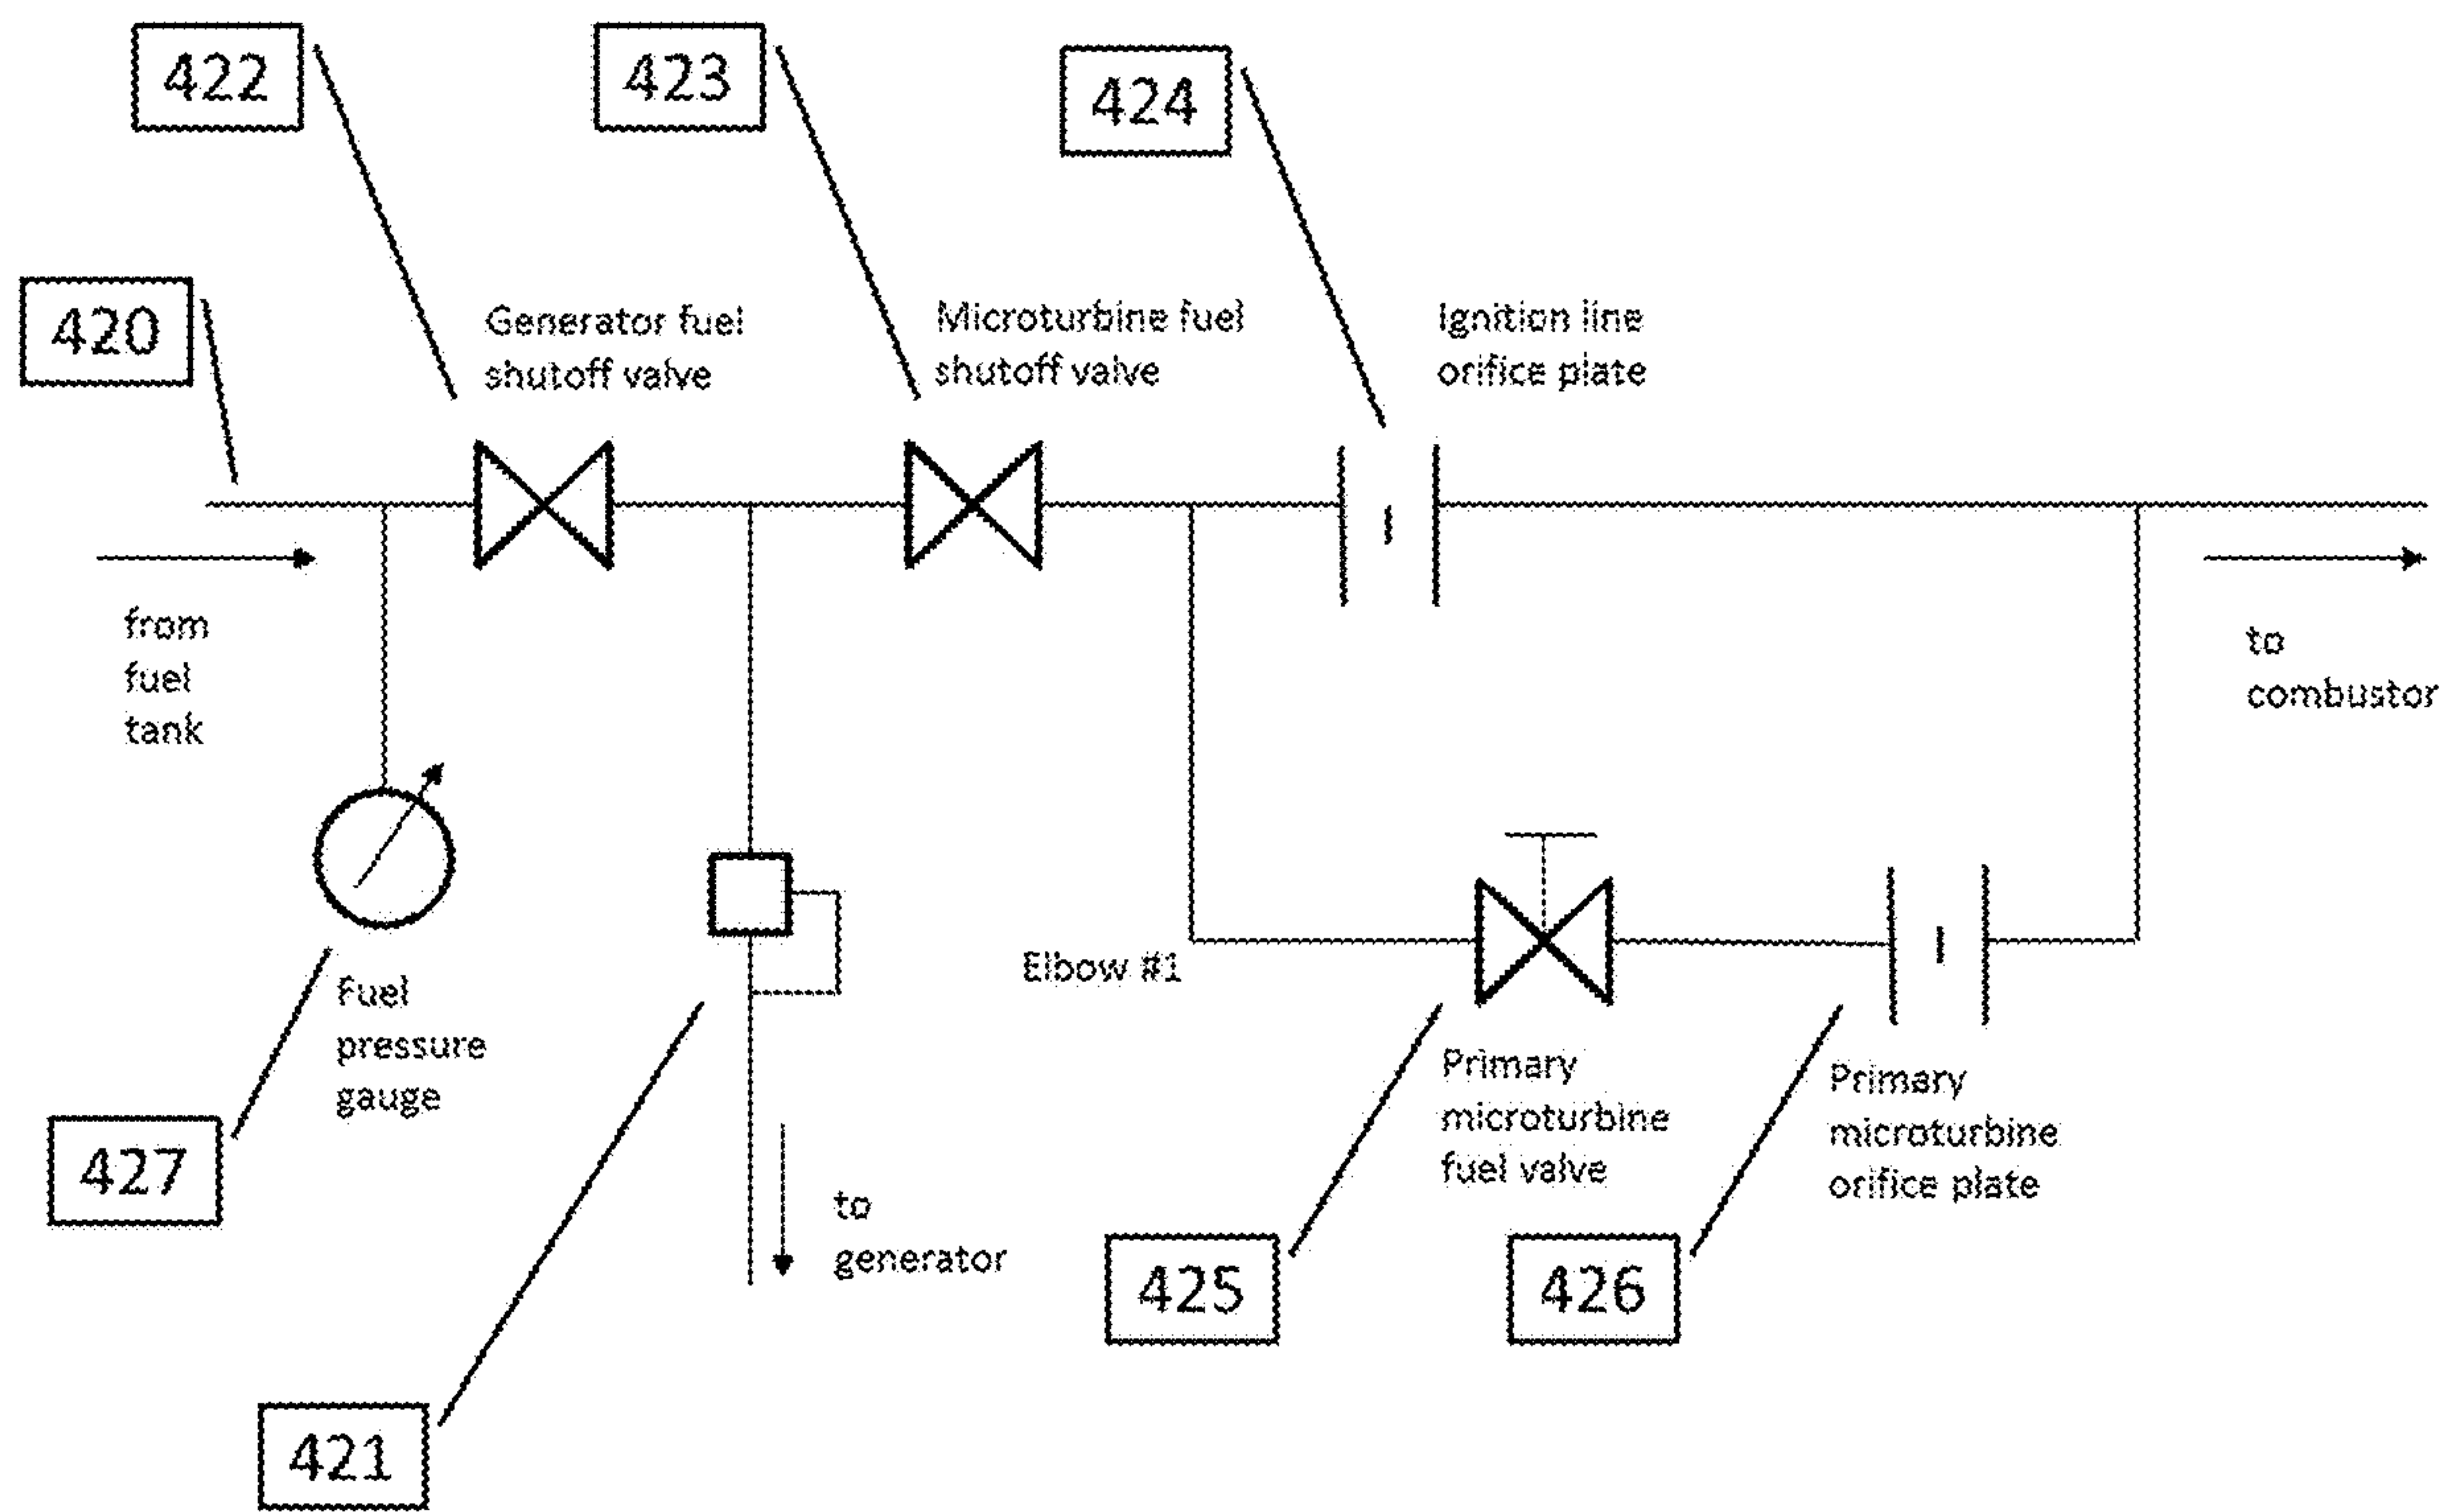 422
423
424
420
Generator fuel
shutoff valve
Microturbine fuel
shutoff valve
Ignition line
orifice plate
from
fuel
tank
to
combustor
Elbow #1
Fuel
pressure
gauge
Primary
microturbine
fuel valve
Primary
microturbine
orifice plate
427
to
generator
425
426
421